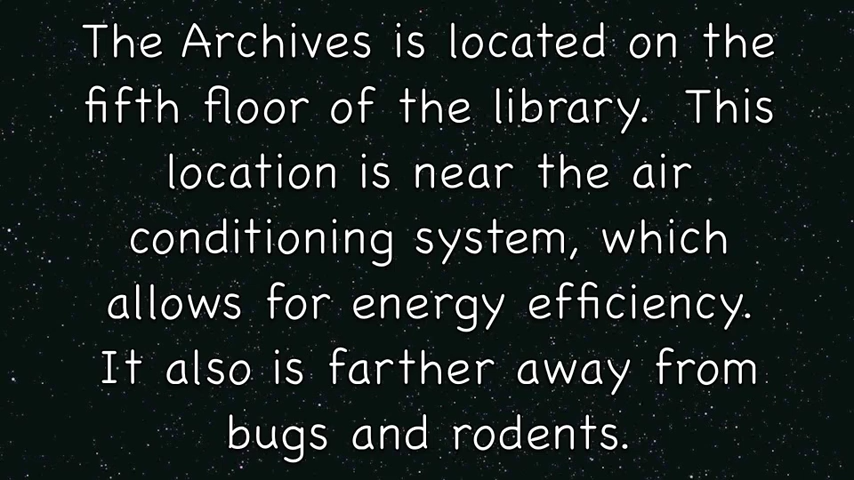 The Archives is located on the
fifth floor of the library.  This
location is near the air
conditioning system, which
allows for energy efficiency.
It also is farther away from
bugs and rodents.